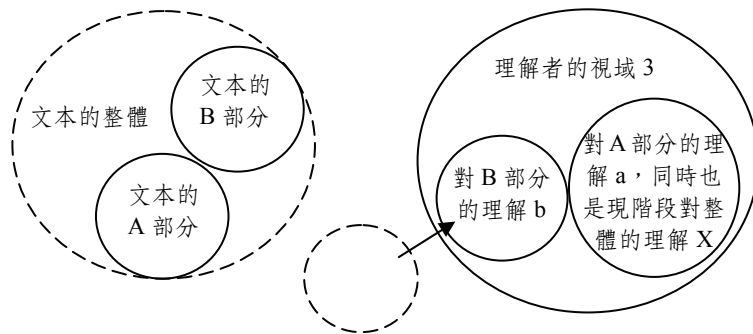 文本的整體
文本的
B 部分
文本的
A 部分
理解者的視域 3
對 B 部分
的理解 b
對 A 部分的理
解 a，同時也
是現階段對整
體的理解 X